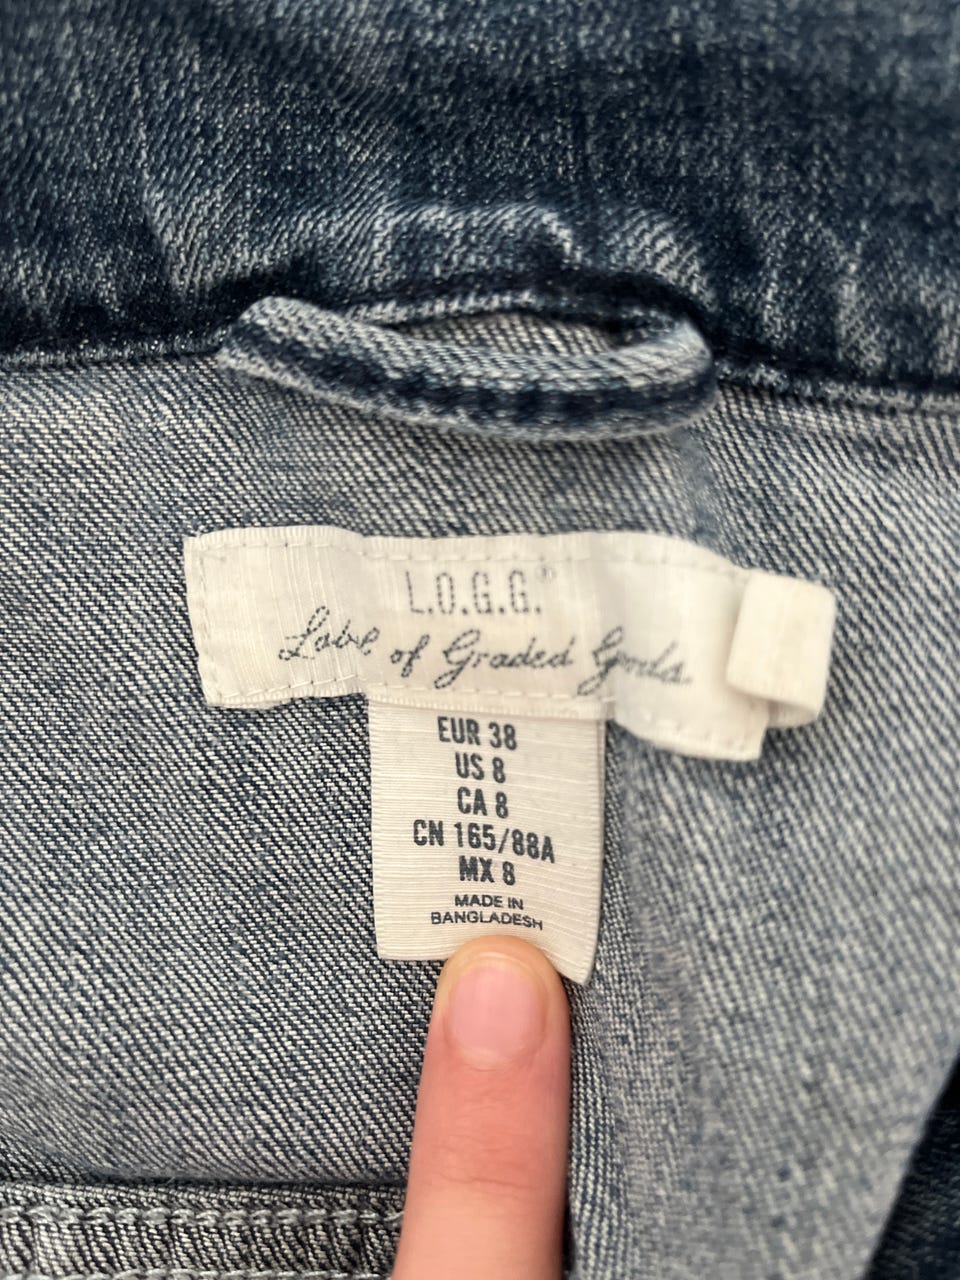 L.O.G.G.®
Label of Graded Goods.
EUR 38
US 8
CA 8
CN 165/88A
MX 8
MADE IN
BANGLADESH